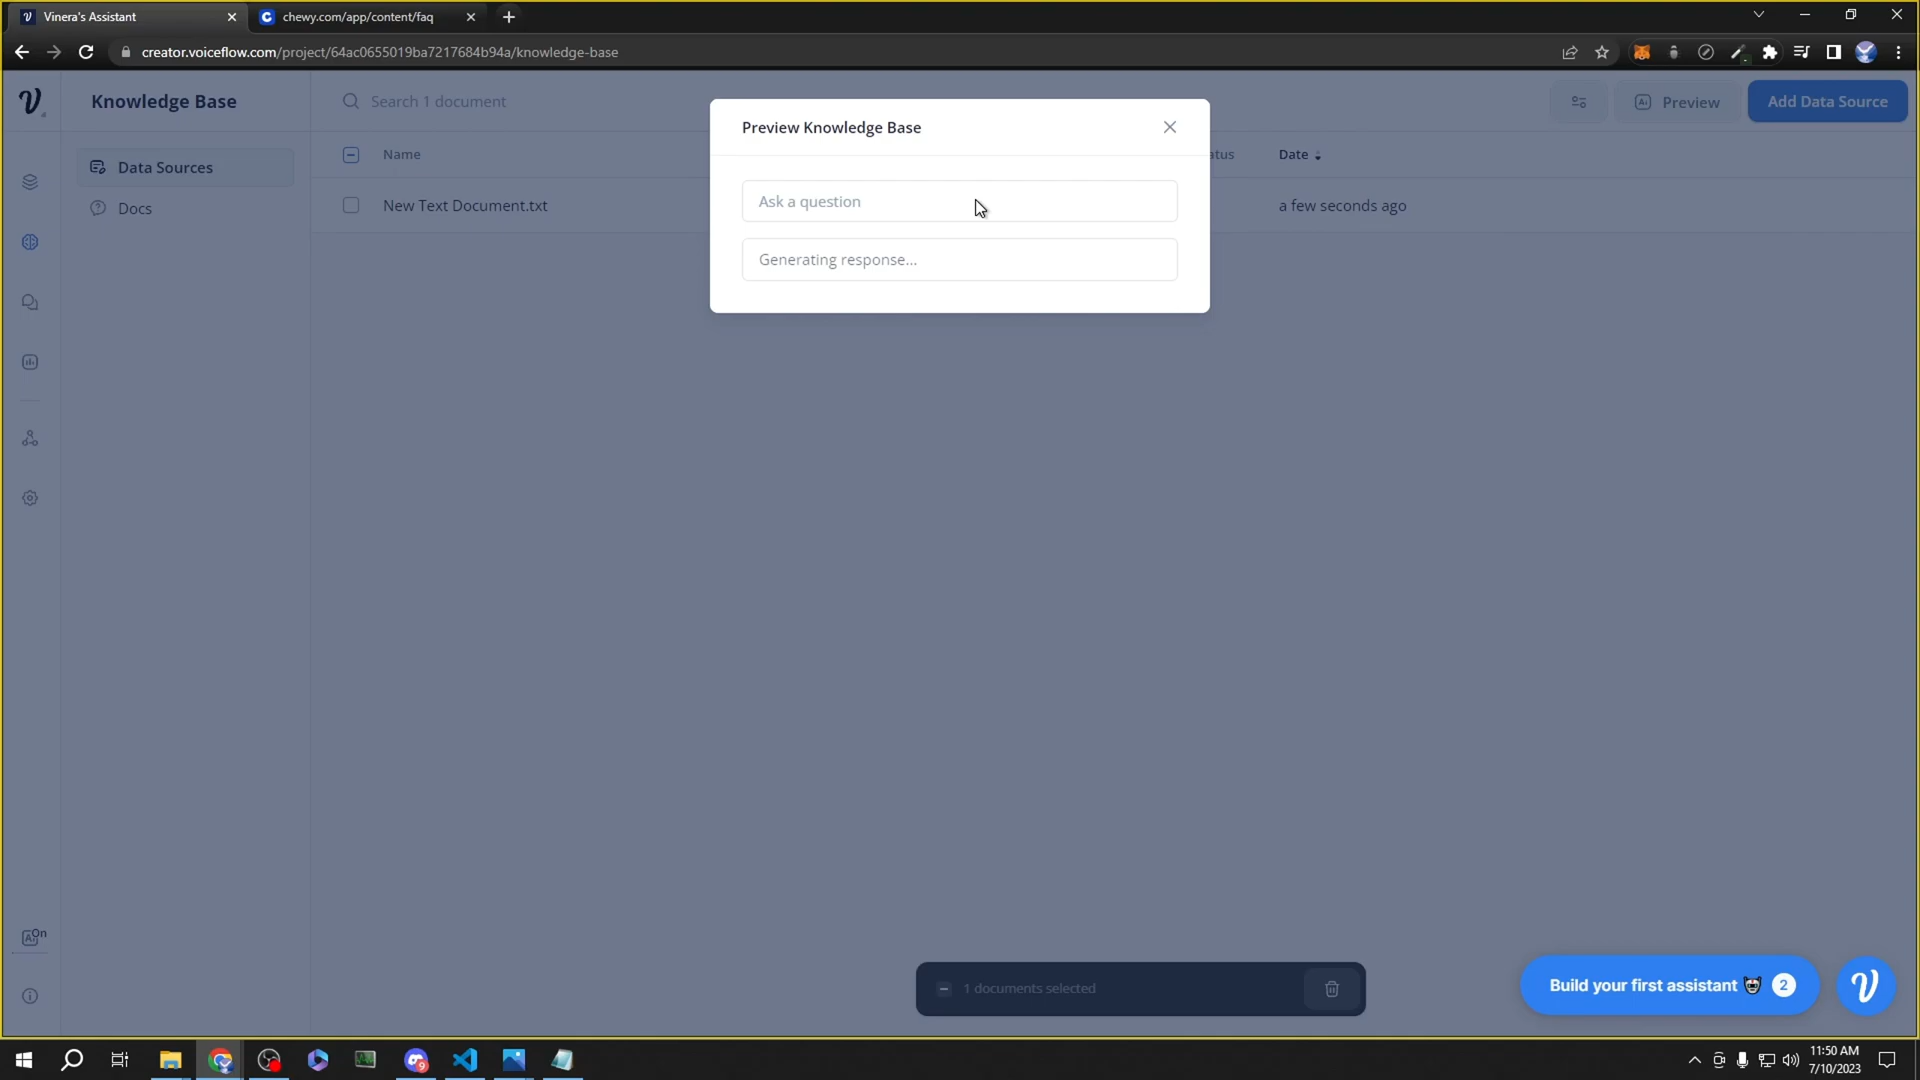 Vinera's Assistant
chewy.com/app/content/faq
creator.voiceflow.com/project/64ac0655019ba7217684b94a/knowledge-base
Knowledge Base
Search 1 document
Preview
Add Data Source
Preview Knowledge Base
Data Sources
Docs
Name
atus
Date
New Text Document.txt
a few seconds ago
Ask a question
Generating response...
On
1 documents selected
Build your first assistant
2
11:50 AM
7/10/2023